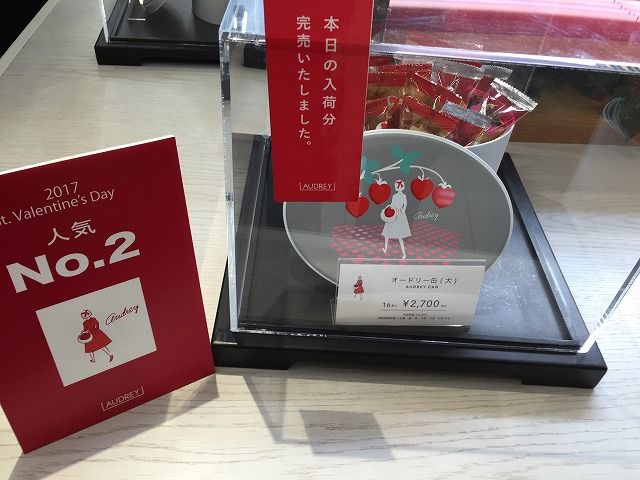 本日の入荷分
完売いたしました。
AUDREY
2017
St. Valentine's Day
人気
No.2
Audrey
AUDREY
Audrey
オードリー缶(大)
AUDREY CAN
16個入 ¥2,700